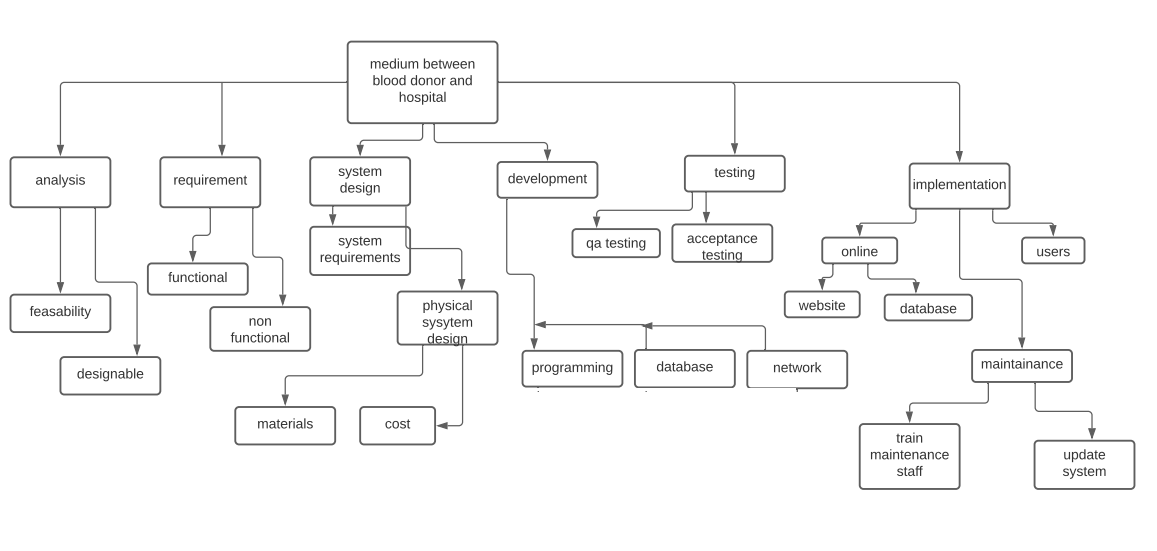 medium between
blood donor and
hospital
analysis
requirement
system
design
development
testing
implementation
functional
non
functional
feasability
designable
system
requirements
physical
sysytem
design
materials
cost
programming
database
network
qa testing
acceptance
testing
online
users
website
database
maintainance
train
maintenance
staff
update
system